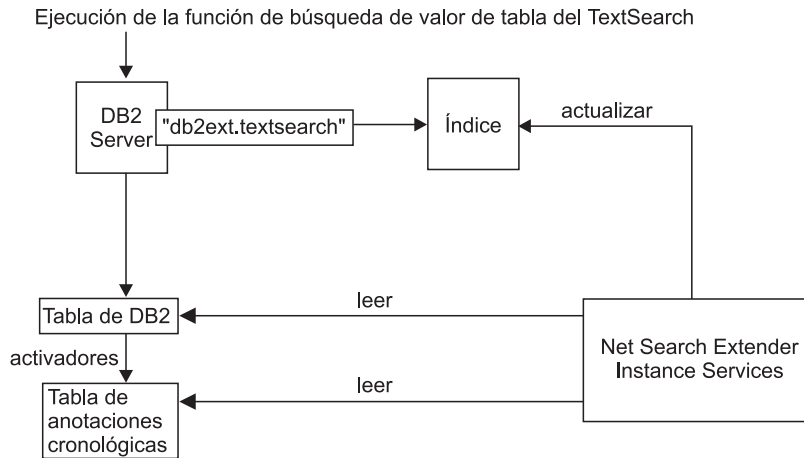 Ejecución de la función de búsqueda de valor de tabla del TextSearch
DB2
Server
"db2ext.textsearch"
Índice
actualizar
Tabla de DB2
leer
activadores
Net Search Extender
Instance Services
Tabla de
anotaciones
cronológicas
leer